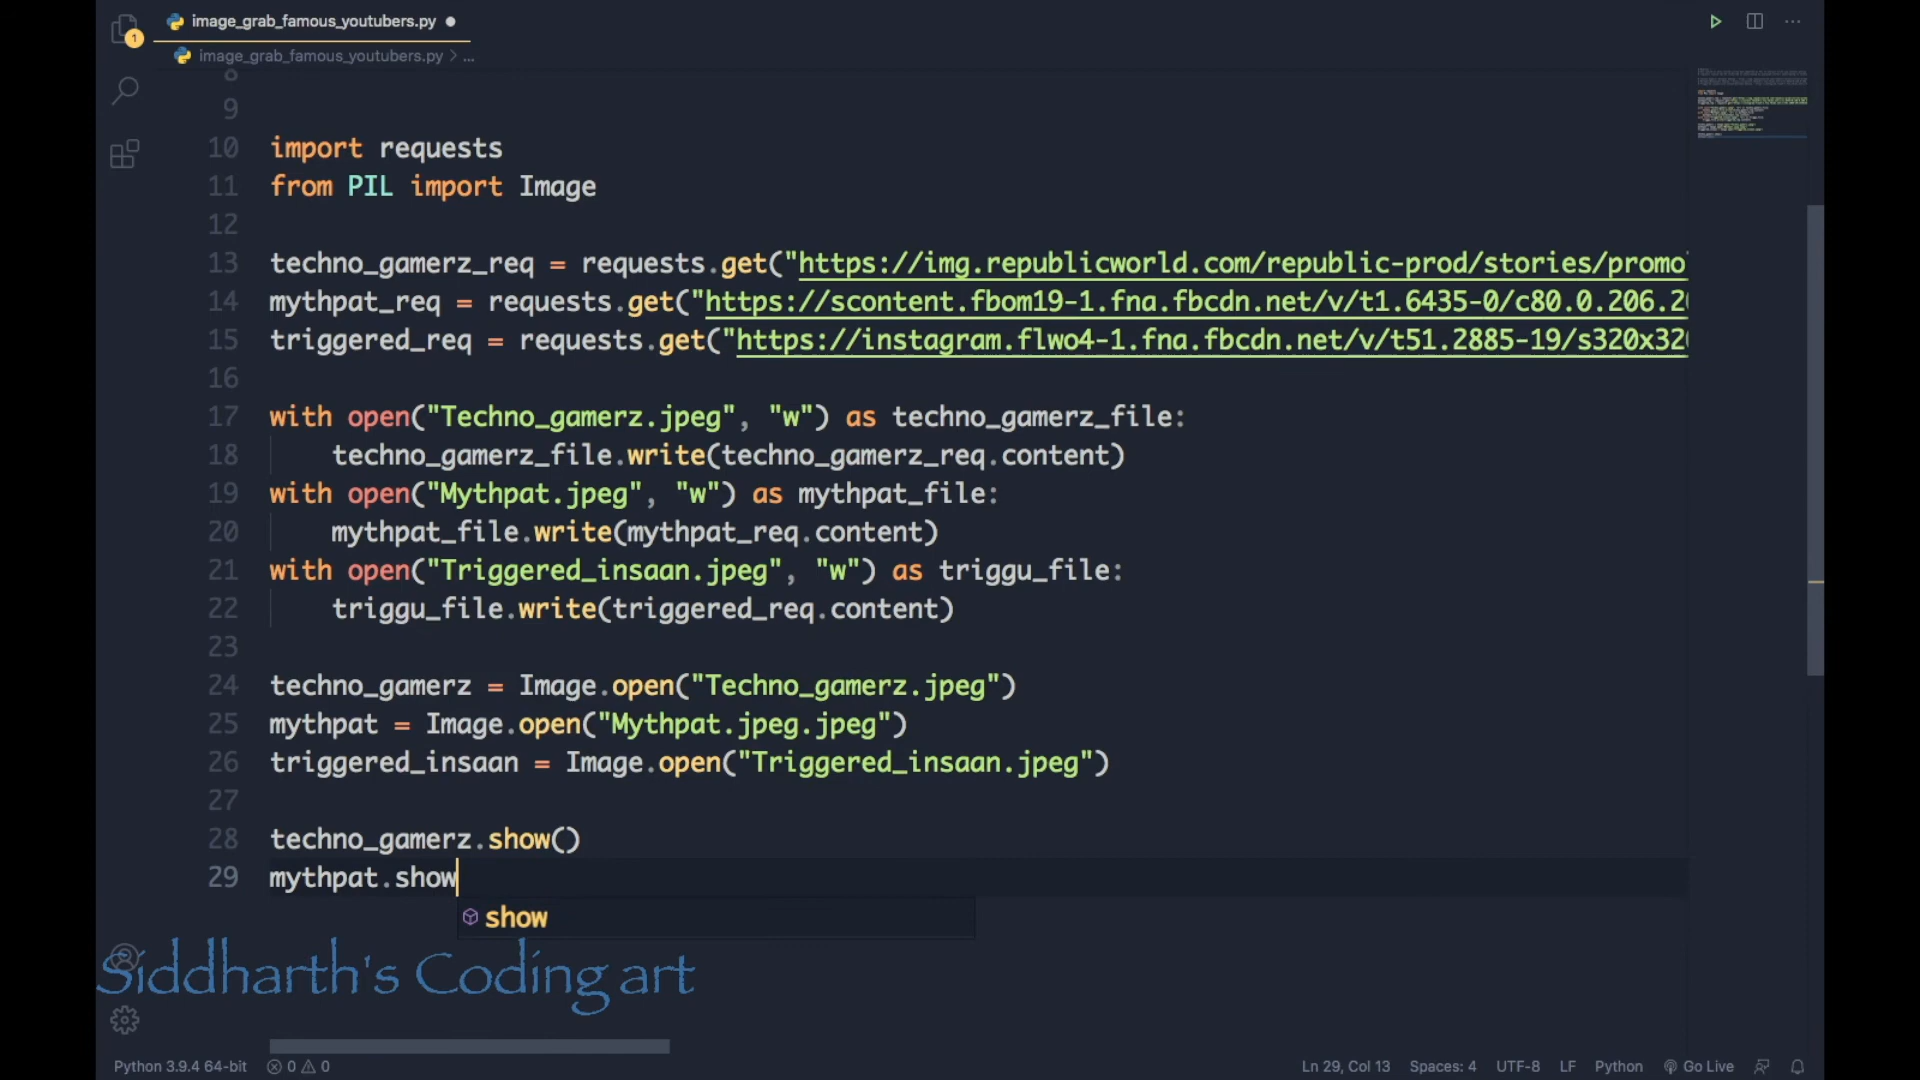 image_grab_famous_youtubers.py
image_grab_famous_youtubers.py > ...
1
8
9
10 import requests
11 from PIL import Image
12
13 techno_gamerz_req = requests.get("https://img.republicworld.com/republic-prod/stories/promo
14 mythpat_req = requests.get("https://scontent.fbom19-1.fna.fbcdn.net/v/t1.6435-0/c80.0.206.2
15 triggered_req = requests.get("https://instagram.flwo4-1.fna.fbcdn.net/v/t51.2885-19/s320x32
16
17 with open("Techno_gamerz.jpeg", "w") as techno_gamerz_file:
18 techno_gamerz_file.write(techno_gamerz_req.content)
19 with open("Mythpat.jpeg", "w") as mythpat_file:
20 mythpat_file.write(mythpat_req.content)
21 with open("Triggered_insaan.jpeg", "w") as triggu_file:
22 triggu_file.write(triggered_req.content)
23
24 techno_gamerz = Image.open("Techno_gamerz.jpeg")
25 mythpat = Image.open("Mythpat.jpeg.jpeg")
26 triggered_insaan = Image.open("Triggered_insaan.jpeg")
27
28 techno_gamerz.show()
29 mythpat.show
show
Siddharth's Coding art
Python 3.9.4 64-bit 0 0 Ln 29, Col 13 Spaces: 4 UTF-8 LF Python Go Live